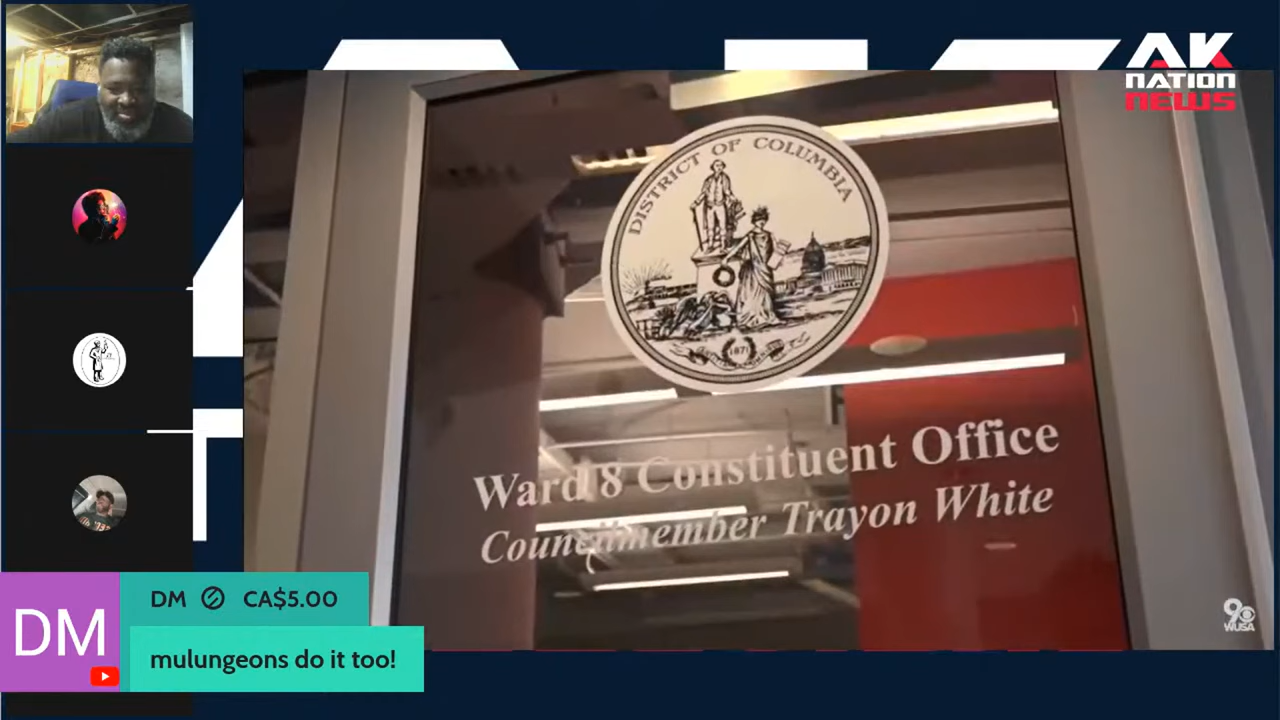 AK
NATION
NEWS
DISTRICT OF COLUMBIA
1871
Ward 8 Constituent Office
Councilmember Trayon White
DM CA$5.00
DM
mulungeons do it too!
9
WUSA